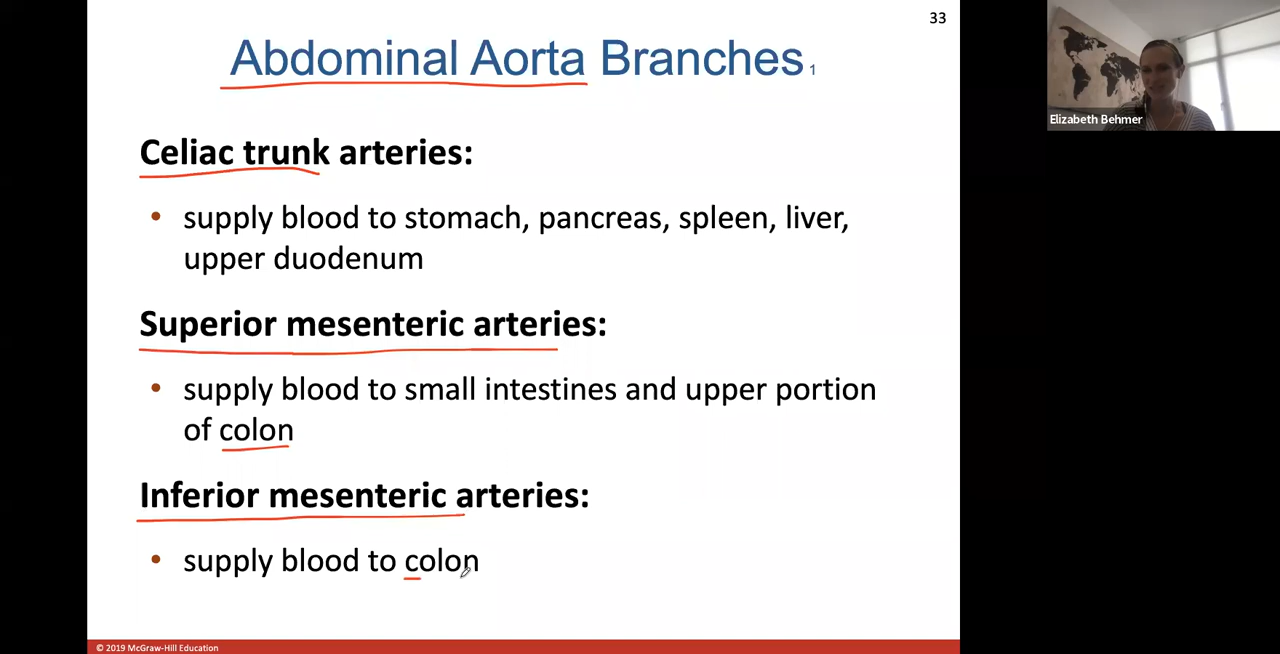 33
Abdominal Aorta Branches 1
Elizabeth Behmer
Celiac trunk arteries:
• supply blood to stomach, pancreas, spleen, liver,
upper duodenum
Superior mesenteric arteries:
• supply blood to small intestines and upper portion
of colon
Inferior mesenteric arteries:
• supply blood to colon
© 2019 McGraw-Hill Education